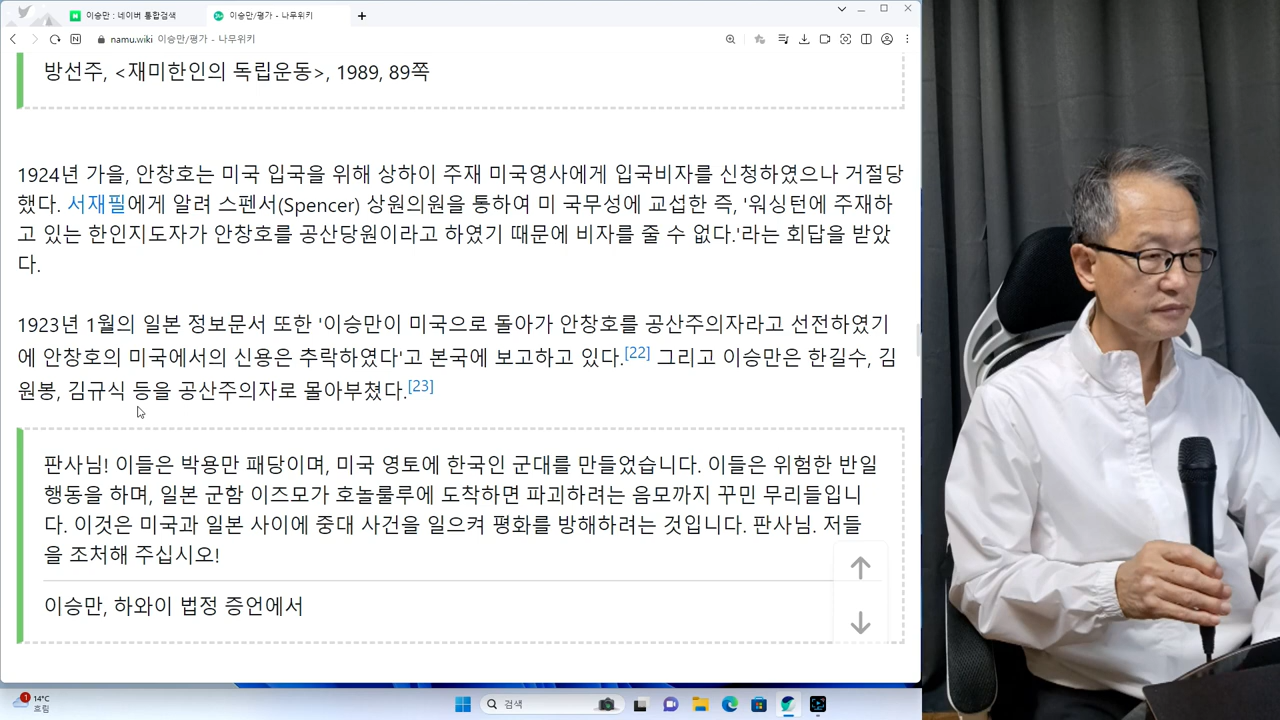 이승만 : 네이버 통합검색
이승만/평가 - 나무위키
namu.wiki 이승만/평가 - 나무위키
방선주, <재미한인의 독립운동>, 1989, 89쪽
1924년 가을, 안창호는 미국 입국을 위해 상하이 주재 미국영사에게 입국비자를 신청하였으나 거절당
했다. 서재필에게 알려 스펜서(Spencer) 상원의원을 통하여 미 국무성에 교섭한 즉, '워싱턴에 주재하
고 있는 한인지도자가 안창호를 공산당원이라고 하였기 때문에 비자를 줄 수 없다.'라는 회답을 받았
다.
1923년 1월의 일본 정보문서 또한 '이승만이 미국으로 돌아가 안창호를 공산주의자라고 선전하였기
에 안창호의 미국에서의 신용은 추락하였다'고 본국에 보고하고 있다.[22] 그리고 이승만은 한길수, 김
원봉, 김규식 등을 공산주의자로 몰아부쳤다.[23]
판사님! 이들은 박용만 패당이며, 미국 영토에 한국인 군대를 만들었습니다. 이들은 위험한 반일
행동을 하며, 일본 군함 이즈모가 호놀룰루에 도착하면 파괴하려는 음모까지 꾸민 무리들입니
다. 이것은 미국과 일본 사이에 중대 사건을 일으켜 평화를 방해하려는 것입니다. 판사님. 저들
을 조처해 주십시오!
이승만, 하와이 법정 증언에서
1
14°C
흐림
검색